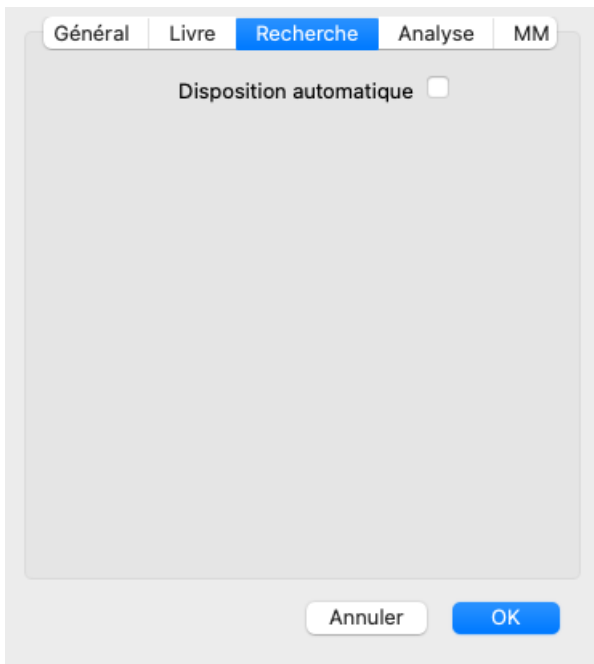 Général Livre Recherche Analyse MM
Disposition automatique
Annuler OK